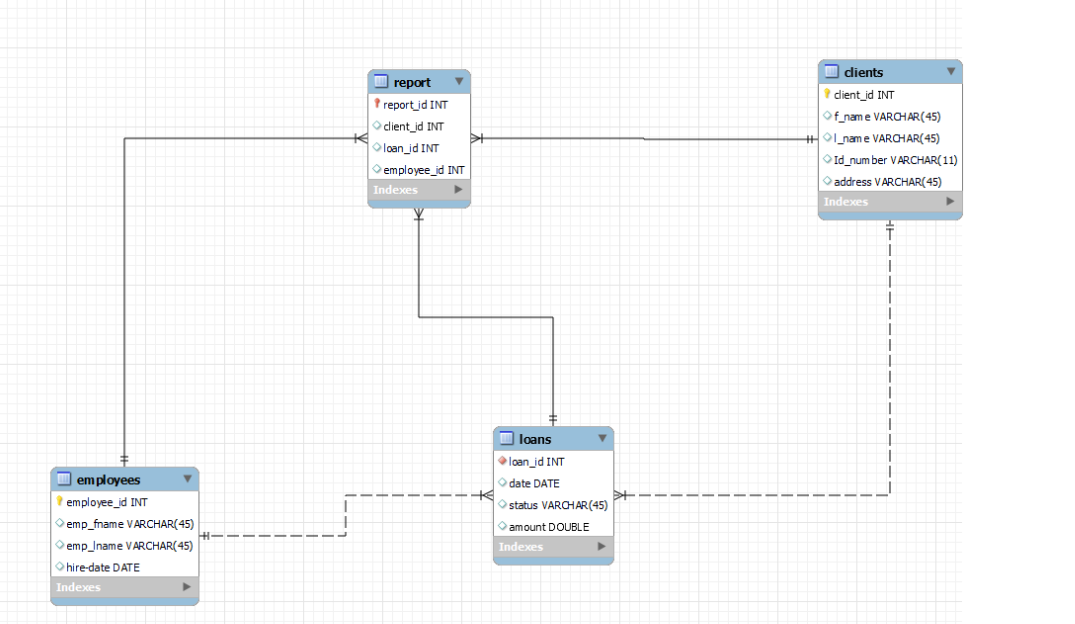 report
report_id INT
client_id INT
loan_id INT
employee_id INT
Indexes
clients
client_id INT
f_name VARCHAR(45)
l_name VARCHAR(45)
Id_number VARCHAR(11)
address VARCHAR(45)
Indexes
employees
employee_id INT
emp_fname VARCHAR(45)
emp_lname VARCHAR(45)
hire-date DATE
Indexes
loans
loan_id INT
date DATE
status VARCHAR(45)
amount DOUBLE
Indexes